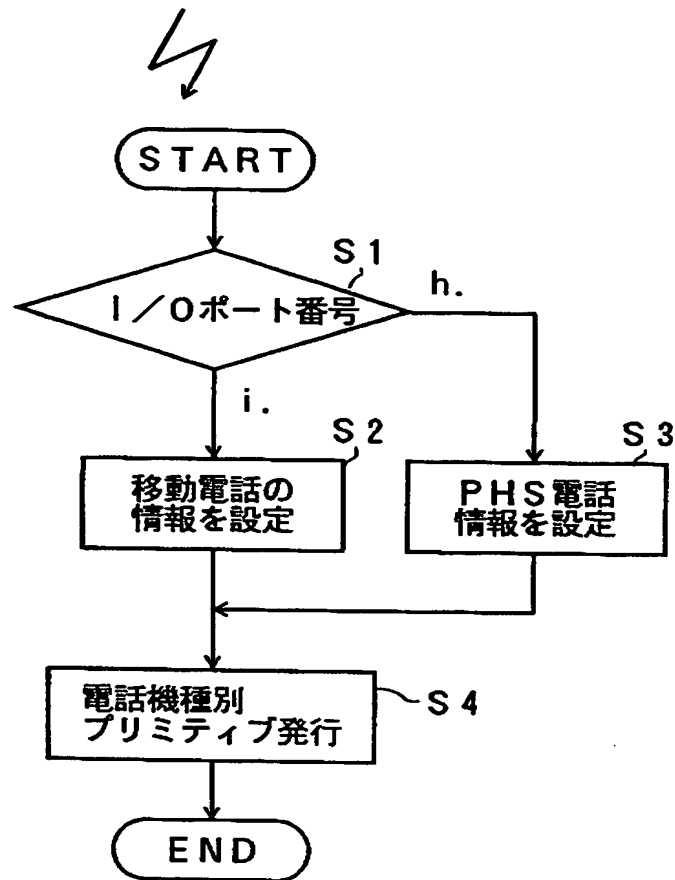 START
S1
I/Oポート番号
h.
i.
S2
移動電話の
情報を設定
S3
PHS電話
情報を設定
電話機種別
プリミティブ発行
S4
END